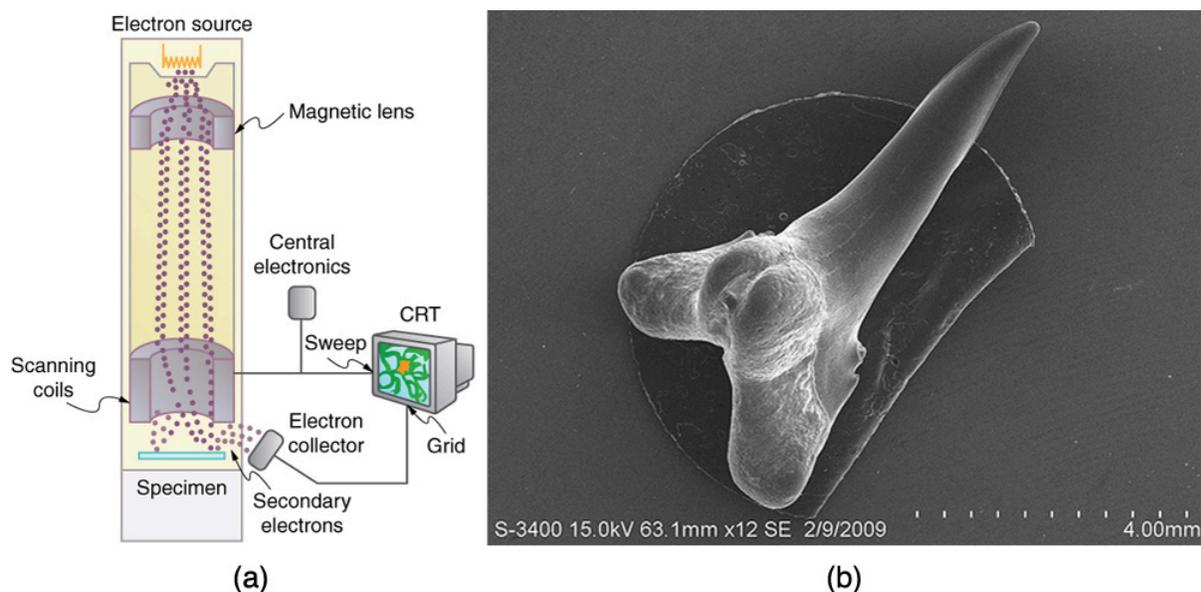 Electron source
Magnetic lens
Central
electronics
CRT
Sweep
Scanning
coils
Electron
collector
Grid
Specimen
Secondary
electrons
(a)
S-3400 15.0kV 63.1mm x12 SE 2/9/2009
4.00mm
(b)